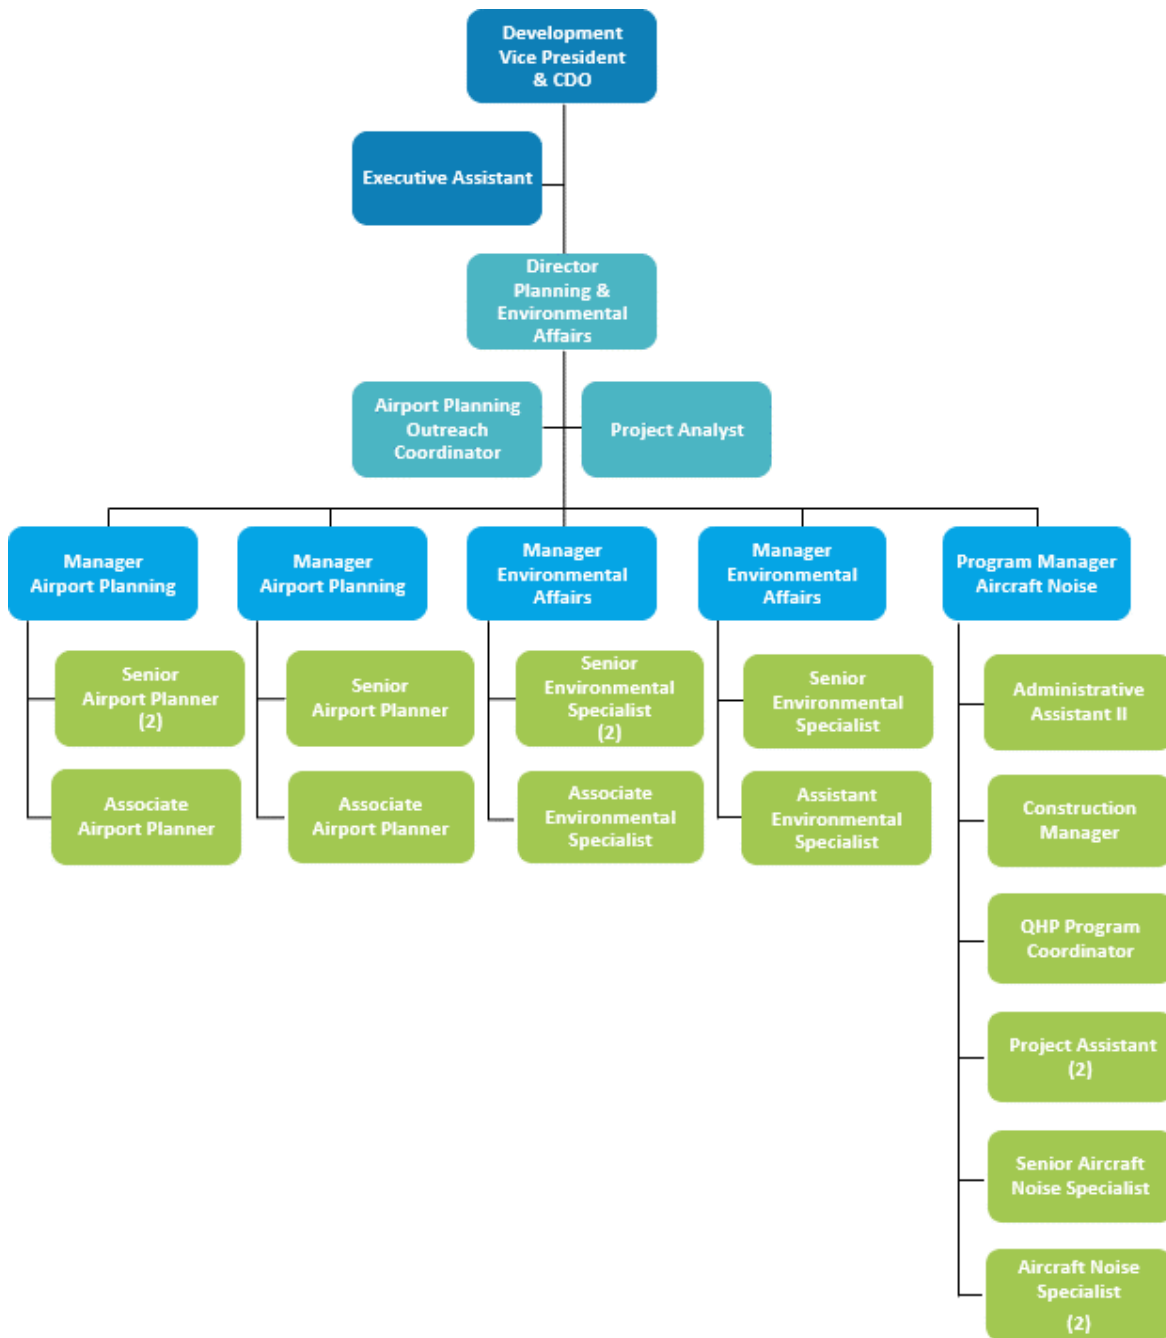 Development
Vice President
& CDO
Executive Assistant
Director
Planning &
Environmental
Affairs
Airport Planning
Outreach
Coordinator
Project Analyst
Manager
Airport Planning
Manager
Airport Planning
Manager
Environmental
Affairs
Manager
Environmental
Affairs
Program Manager
Aircraft Noise
Senior
Airport Planner
(2)
Associate
Airport Planner
Senior
Airport Planner
Associate
Airport Planner
Senior
Environmental
Specialist
(2)
Associate
Environmental
Specialist
Senior
Environmental
Specialist
Assistant
Environmental
Specialist
Administrative
Assistant II
Construction
Manager
QHP Program
Coordinator
Project Assistant
(2)
Senior Aircraft
Noise Specialist
Aircraft Noise
Specialist
(2)